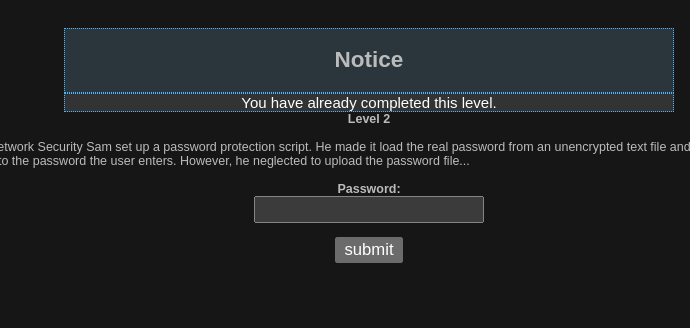 Notice
You have already completed this level.
Level 2
Security Sam set up a password protection script. He made it load the real password from an unencrypted text file and
to the password the user enters. However, he neglected to upload the password file...
Password:
submit